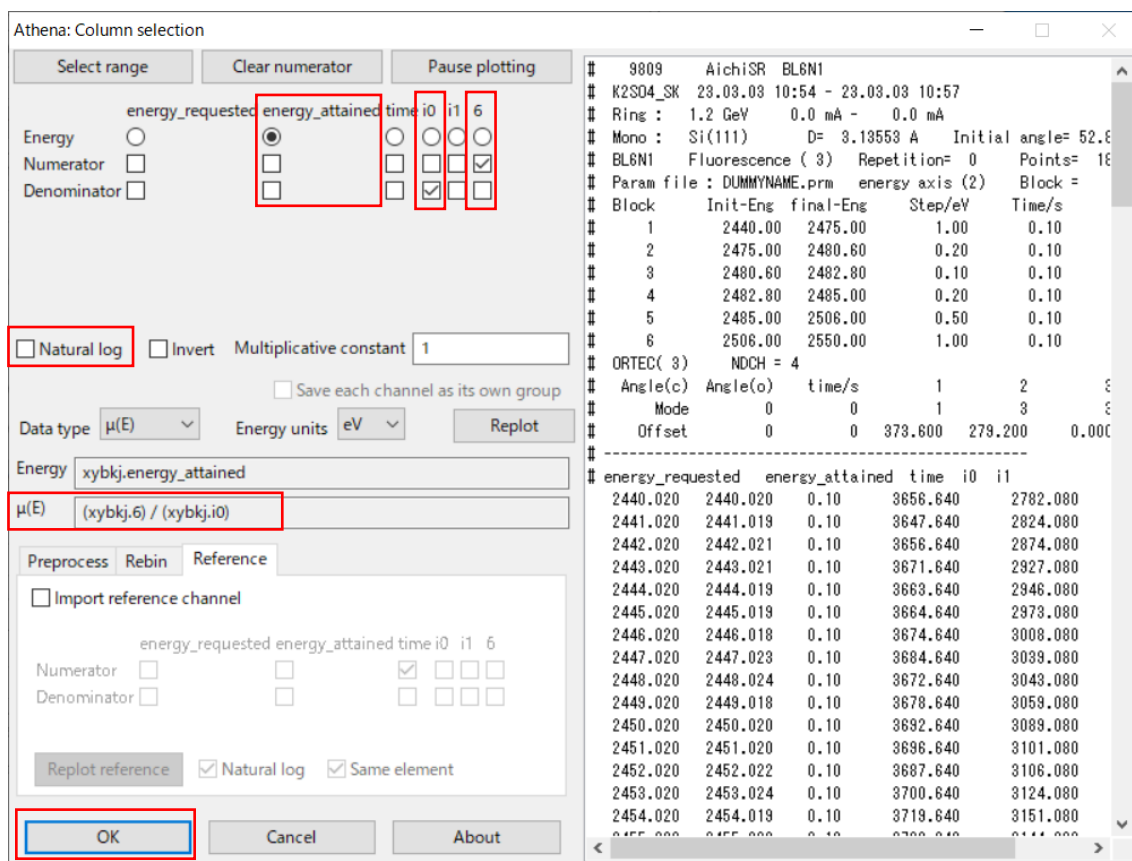 Athena: Column selection
Select range Clear numerator Pause plotting
energy_requested energy_attained time i0 i1 6
Energy
Numerator
Denominator
Natural log Invert Multiplicative constant 1
Save each channel as its own group
Data type μ(E) Energy units eV Replot
Energy xybkj.energy_attained
μ(E) (xybkj.6) / (xybkj.i0)
Preprocess Rebin Reference
Import reference channel
energy_requested energy_attained time i0 i1 6
Numerator
Denominator
Replot reference Natural log Same element
OK Cancel About
# 9809 AichiSR BL6N1
# K2SO4_SK 23.03.03 10:54 - 23.03.03 10:57
# Ring : 1.2 GeV 0.0 mA - 0.0 mA
# Mono : Si(111) D= 3.13553 A Initial angle= 52.8
# BL6N1 Fluorescence ( 3) Repetition= 0 Points= 18
# Param file : DUMMYNAME.prm energy axis (2) Block =
# Block Init-Eng final-Eng Step/eV Time/s
# 1 2440.00 2475.00 1.00 0.10
# 2 2475.00 2480.60 0.20 0.10
# 3 2480.60 2482.80 0.10 0.10
# 4 2482.80 2485.00 0.20 0.10
# 5 2485.00 2506.00 0.50 0.10
# 6 2506.00 2550.00 1.00 0.10
# ORTEC( 3) NDCH = 4
# Angle(c) Angle(o) time/s 1 2
# Mode 0 0 1 3
# Offset 0 0 373.600 279.200 0.000
# ------------------------------------------------
# energy_requested energy_attained time i0 i1
2440.020 2440.020 0.10 3656.640 2782.080
2441.020 2441.019 0.10 3647.640 2824.080
2442.020 2442.021 0.10 3656.640 2874.080
2443.020 2443.021 0.10 3671.640 2927.080
2444.020 2444.019 0.10 3663.640 2946.080
2445.020 2445.019 0.10 3664.640 2973.080
2446.020 2446.018 0.10 3674.640 3008.080
2447.020 2447.023 0.10 3684.640 3039.080
2448.020 2448.024 0.10 3672.640 3043.080
2449.020 2449.018 0.10 3678.640 3059.080
2450.020 2450.020 0.10 3692.640 3089.080
2451.020 2451.020 0.10 3696.640 3101.080
2452.020 2452.022 0.10 3687.640 3106.080
2453.020 2453.024 0.10 3700.640 3124.080
2454.020 2454.019 0.10 3719.640 3151.080